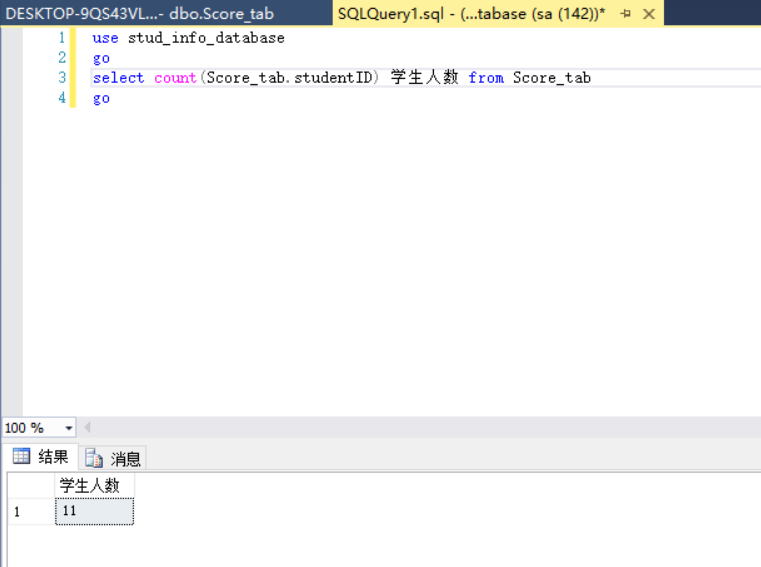 DESKTOP-9QS43VL...- dbo.Score_tab SQLQuery1.sql - (...tabase (sa (142))*
1 use stud_info_database
2 go
3 select count(Score_tab.studentID) 学生人数 from Score_tab
4 go
100 %
结果 消息
学生人数
1 11